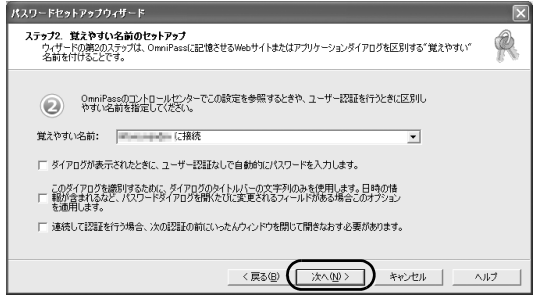 パスワードセットアップウィザード
ステップ2. 覚えやすい名前のセットアップ
ウィザードの第2のステップは、OmniPassに記憶させるWebサイトまたはアプリケーションダイアログを区別する"覚えやすい"
名前を付けることです。
2
OmniPassのコントロールセンターでこの設定を参照するときや、ユーザー認証を行うときに区別し
やすい名前を指定してください。
覚えやすい名前: に接続
ダイアログが表示されたときに、ユーザー認証なしで自動的にパスワードを入力します。
このダイアログを識別するために、ダイアログのタイトルバーの文字列のみを使用します。日時の情
報が含まれるなど、パスワードダイアログを開くたびに変更されるフィールドがある場合このオプション
を適用します。
連続して認証を行う場合、次の認証の前にいったんウィンドウを閉じて開きなおす必要があります。
< 戻る(B) 次へ(N) > キャンセル ヘルプ